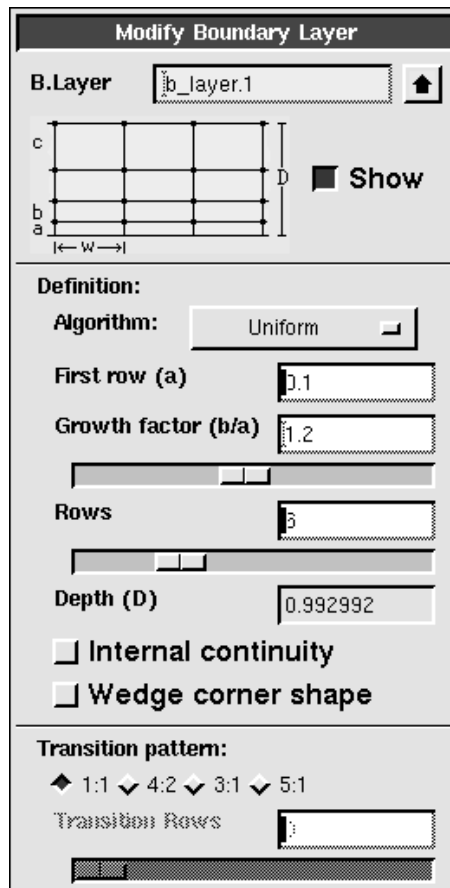 Modify Boundary Layer
B.Layer b_layer.1
c
D
Show
b
a
|← W →|
Definition:
Algorithm: Uniform
First row (a) 0.1
Growth factor (b/a) 1.2
Rows 6
Depth (D) 0.992992
Internal continuity
Wedge corner shape
Transition pattern:
1:1 4:2 3:1 5:1
Transition Rows 0